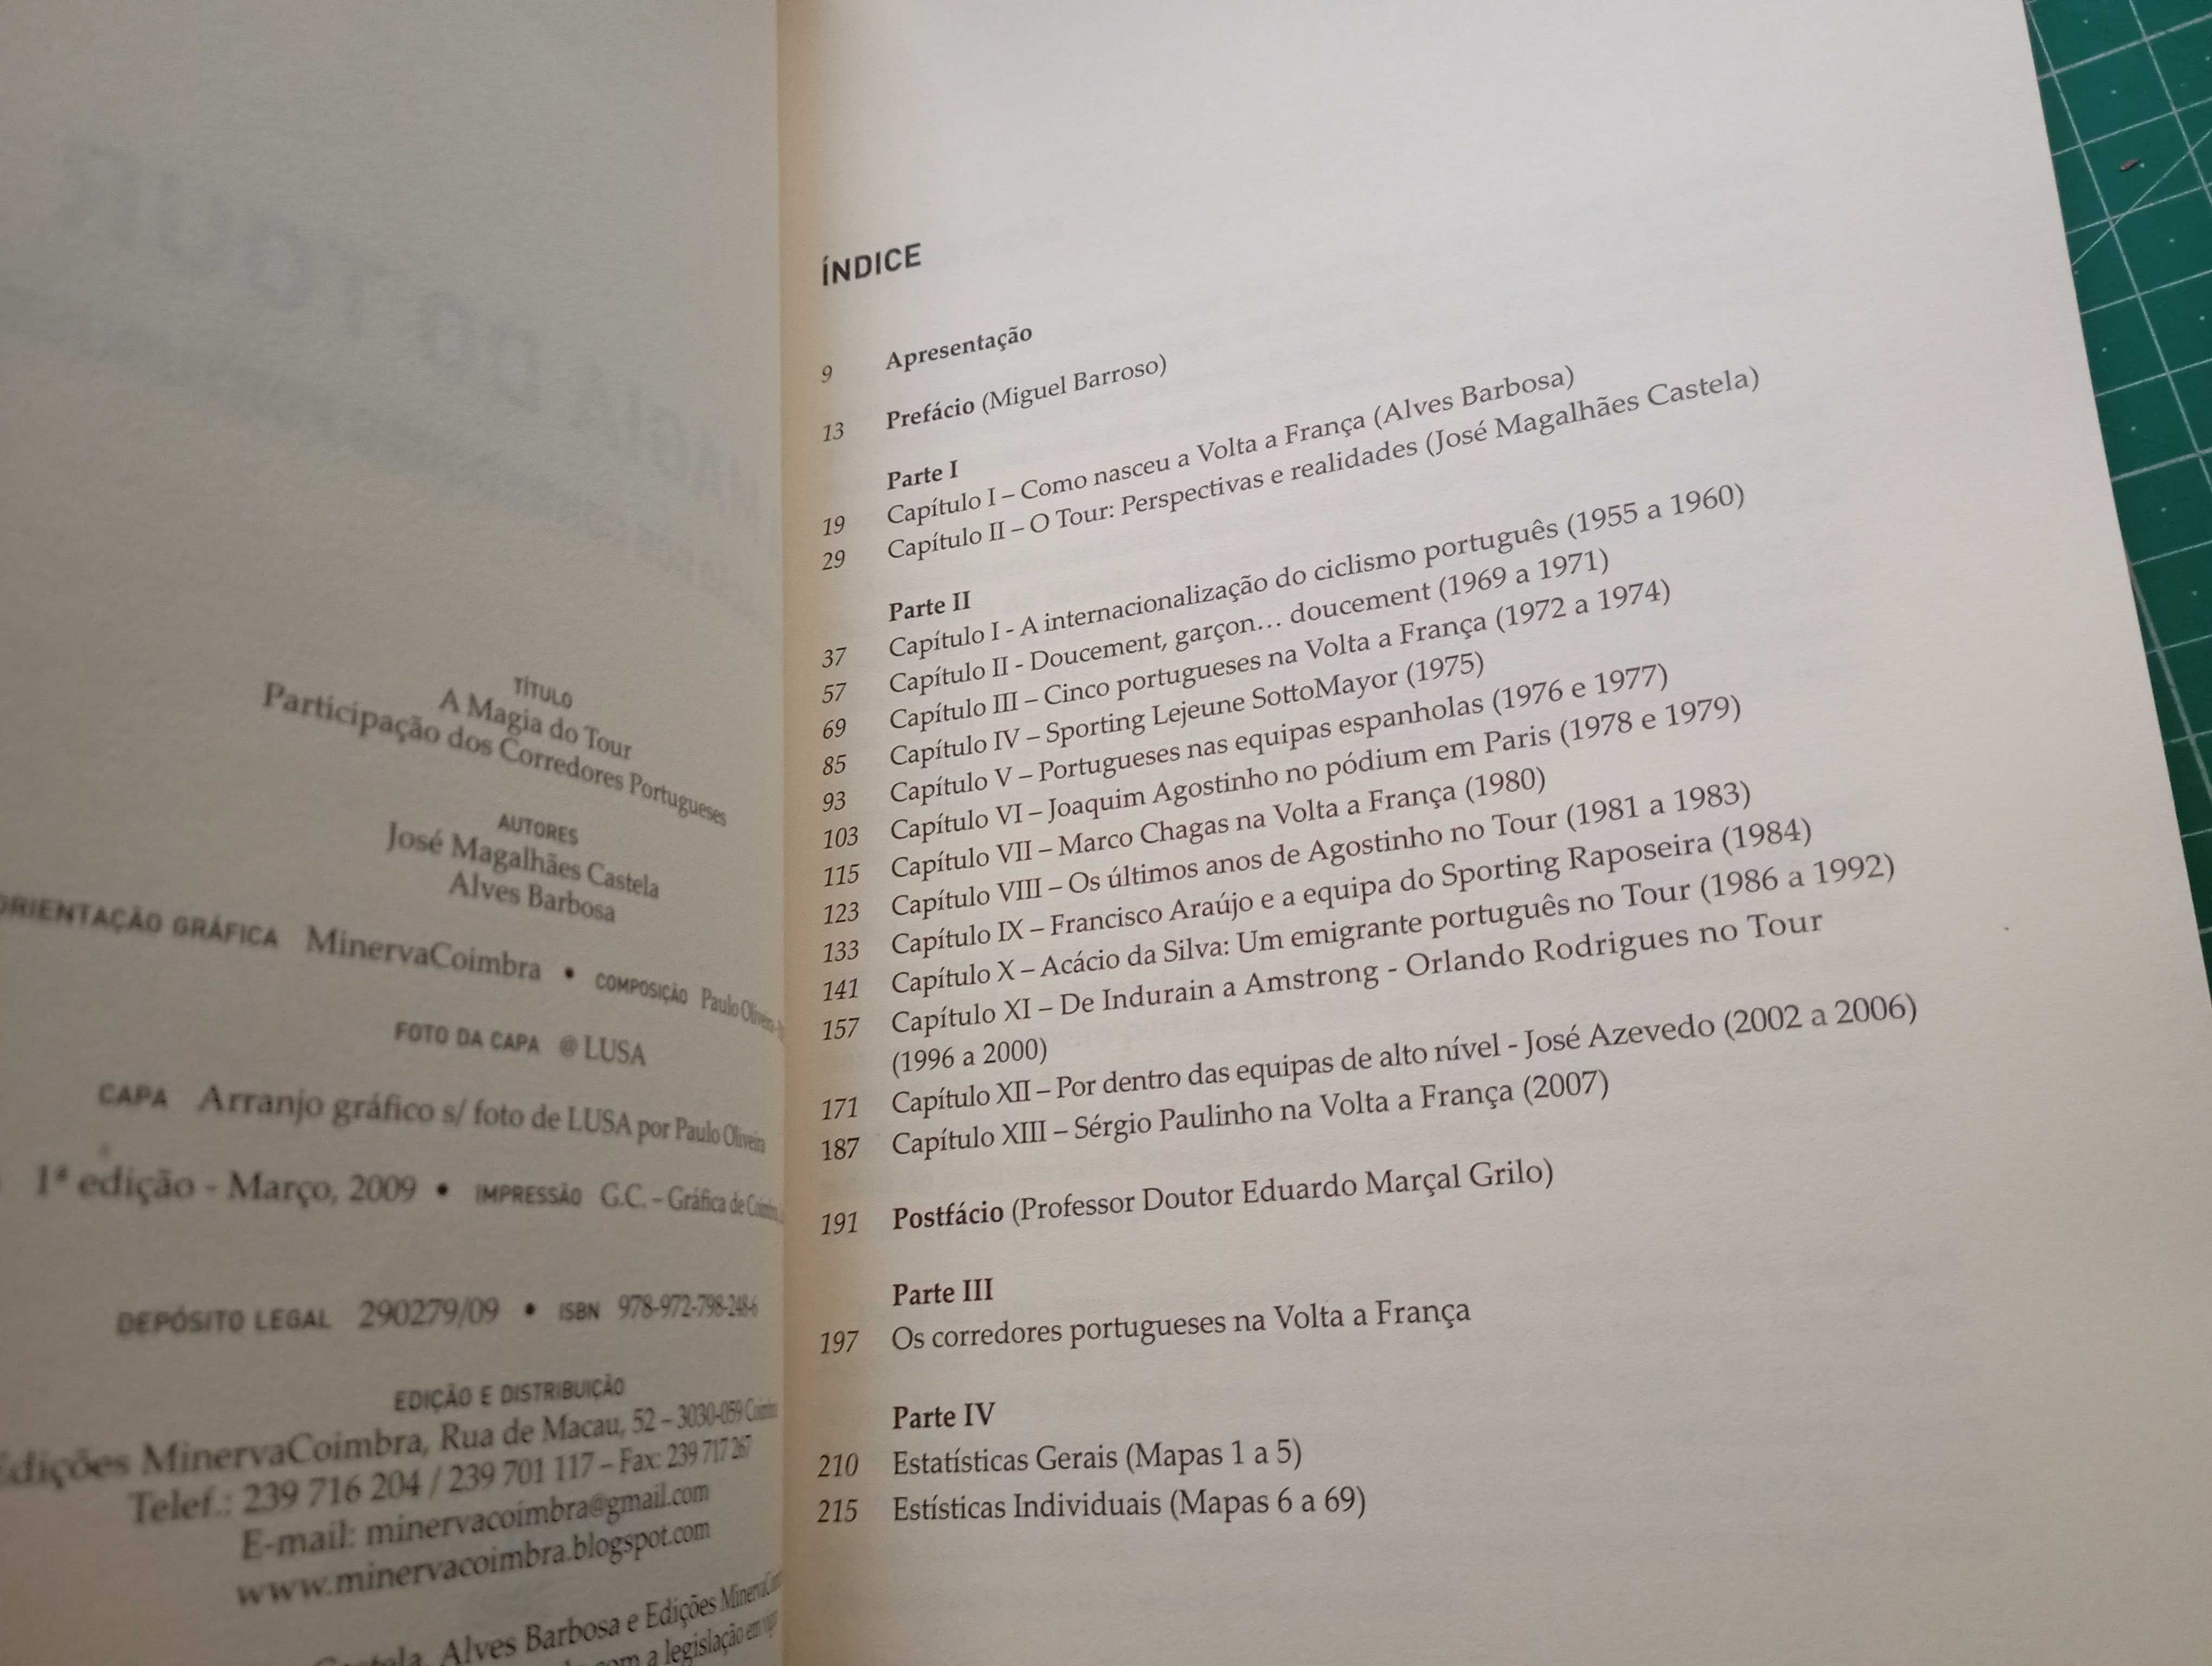 TÍTULO
A Magia do Tour
Participação dos Corredores Portugueses
AUTORES
José Magalhães Castela
Alves Barbosa
ORIENTAÇÃO GRÁFICA MinervaCoimbra • COMPOSIÇÃO Paulo Oliveira
FOTO DA CAPA @ LUSA
CAPA Arranjo gráfico s/ foto de LUSA por Paulo Oliveira
1ª edição - Março, 2009 • IMPRESSÃO G.C. – Gráfica de Coimbra
DEPÓSITO LEGAL 290279/09 • ISBN 978-972-798-248-6
EDIÇÃO E DISTRIBUIÇÃO
Edições MinervaCoimbra, Rua de Macau, 52 – 3030-059 Coimbra
Telef.: 239 716 204 / 239 701 117 – Fax: 239 717 267
E-mail: minervacoimbra@gmail.com
www.minervacoimbra.blogspot.com
Castela, Alves Barbosa e Edições MinervaCoimbra
com a legislação em vigor
ÍNDICE
9 Apresentação
13 Prefácio (Miguel Barroso)
Parte I
19 Capítulo I – Como nasceu a Volta a França (Alves Barbosa)
29 Capítulo II – O Tour: Perspectivas e realidades (José Magalhães Castela)
Parte II
37 Capítulo I - A internacionalização do ciclismo português (1955 a 1960)
57 Capítulo II - Doucement, garçon… doucement (1969 a 1971)
69 Capítulo III – Cinco portugueses na Volta a França (1972 a 1974)
85 Capítulo IV – Sporting Lejeune SottoMayor (1975)
93 Capítulo V – Portugueses nas equipas espanholas (1976 e 1977)
103 Capítulo VI – Joaquim Agostinho no pódium em Paris (1978 e 1979)
115 Capítulo VII – Marco Chagas na Volta a França (1980)
123 Capítulo VIII – Os últimos anos de Agostinho no Tour (1981 a 1983)
133 Capítulo IX – Francisco Araújo e a equipa do Sporting Raposeira (1984)
141 Capítulo X – Acácio da Silva: Um emigrante português no Tour (1986 a 1992)
157 Capítulo XI – De Indurain a Amstrong - Orlando Rodrigues no Tour
(1996 a 2000)
171 Capítulo XII – Por dentro das equipas de alto nível - José Azevedo (2002 a 2006)
187 Capítulo XIII – Sérgio Paulinho na Volta a França (2007)
191 Postfácio (Professor Doutor Eduardo Marçal Grilo)
Parte III
197 Os corredores portugueses na Volta a França
Parte IV
210 Estatísticas Gerais (Mapas 1 a 5)
215 Estísticas Individuais (Mapas 6 a 69)